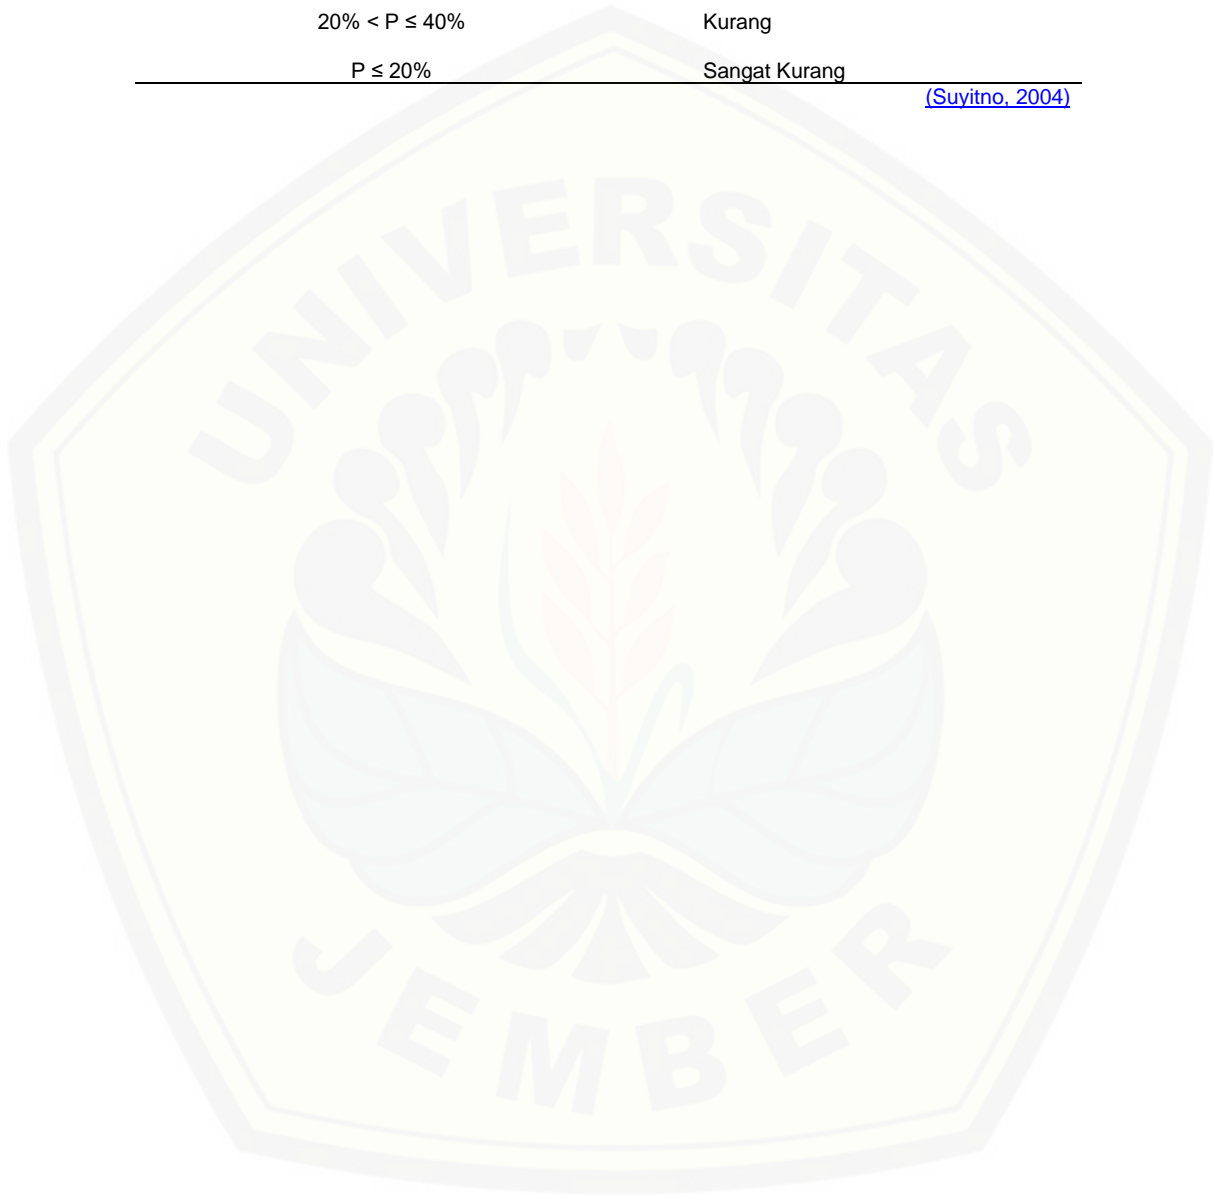 20% < P ≤ 40% Kurang
P ≤ 20% Sangat Kurang
(Suyitno, 2004)
UNIVERSITAS
JEMBER